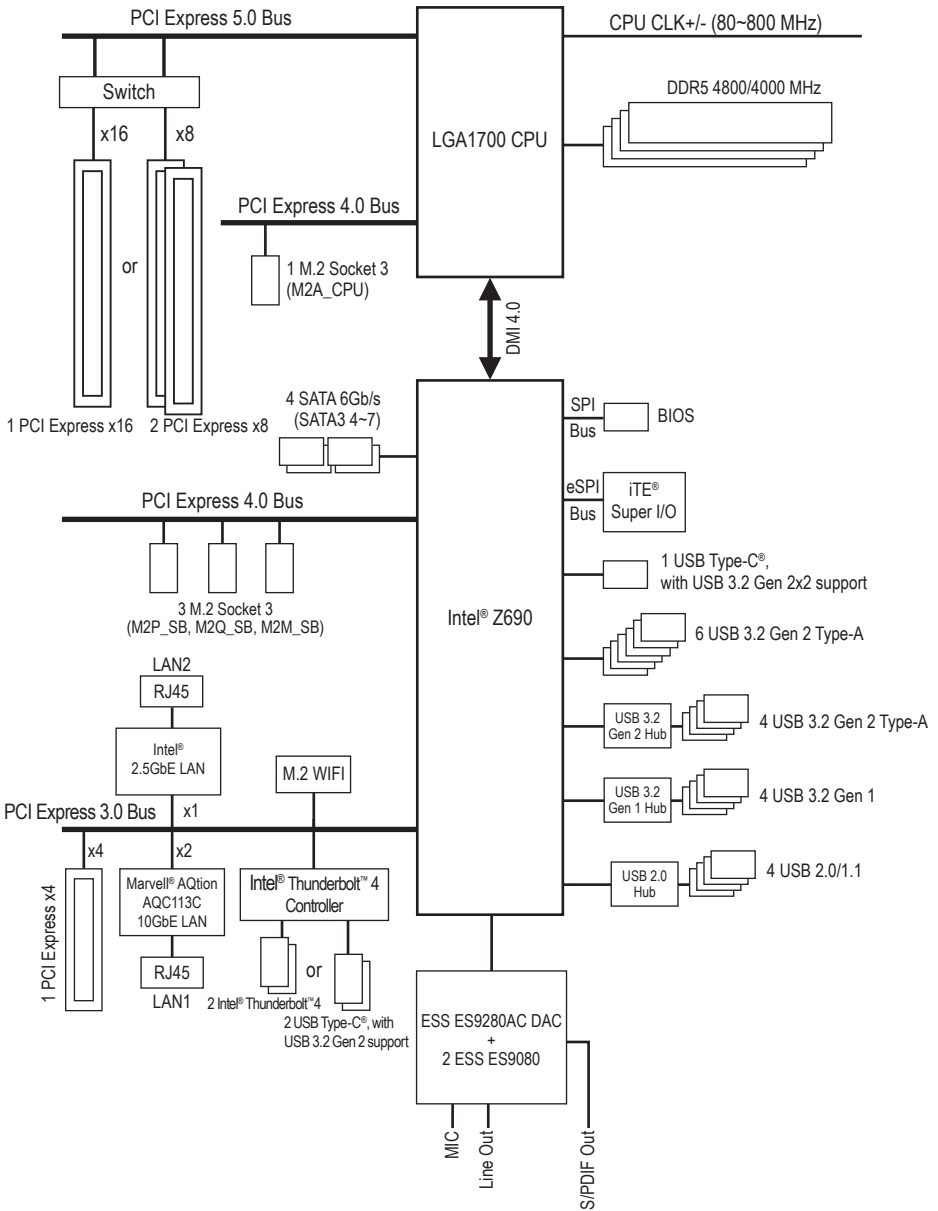 PCI Express 5.0 Bus
CPU CLK+/- (80~800 MHz)
Switch
DDR5 4800/4000 MHz
x16
x8
LGA1700 CPU
PCI Express 4.0 Bus
or
1 M.2 Socket 3
(M2A_CPU)
DMI 4.0
1 PCI Express x16
2 PCI Express x8
4 SATA 6Gb/s
(SATA3 4~7)
SPI
Bus
BIOS
eSPI
Bus
iTE®
Super I/O
PCI Express 4.0 Bus
1 USB Type-C®,
with USB 3.2 Gen 2x2 support
3 M.2 Socket 3
(M2P_SB, M2Q_SB, M2M_SB)
Intel® Z690
6 USB 3.2 Gen 2 Type-A
LAN2
RJ45
USB 3.2
Gen 2 Hub
4 USB 3.2 Gen 2 Type-A
Intel®
2.5GbE LAN
M.2 WIFI
USB 3.2
Gen 1 Hub
4 USB 3.2 Gen 1
PCI Express 3.0 Bus
x1
x4
x2
USB 2.0
Hub
4 USB 2.0/1.1
1 PCI Express x4
Marvell® AQtion
AQC113C
10GbE LAN
Intel® Thunderbolt™ 4
Controller
RJ45
LAN1
or
2 Intel® Thunderbolt™4
2 USB Type-C®, with
USB 3.2 Gen 2 support
ESS ES9280AC DAC
+
2 ESS ES9080
MIC
Line Out
S/PDIF Out